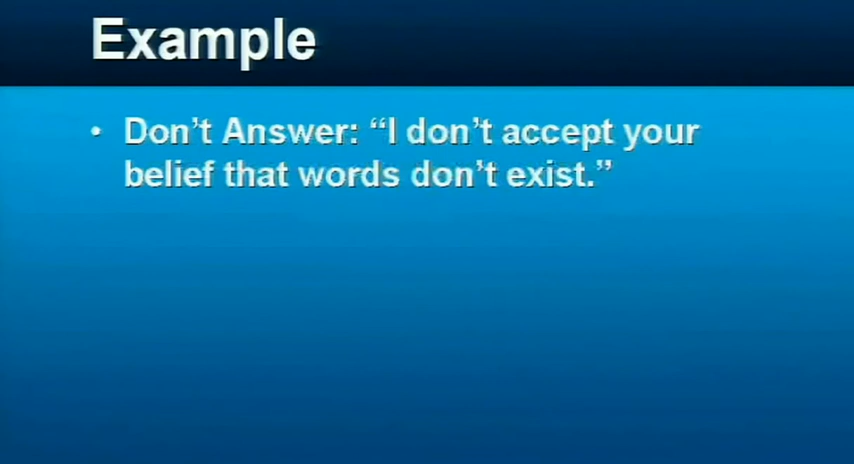 Example
• Don’t Answer: “I don’t accept your
belief that words don’t exist.”